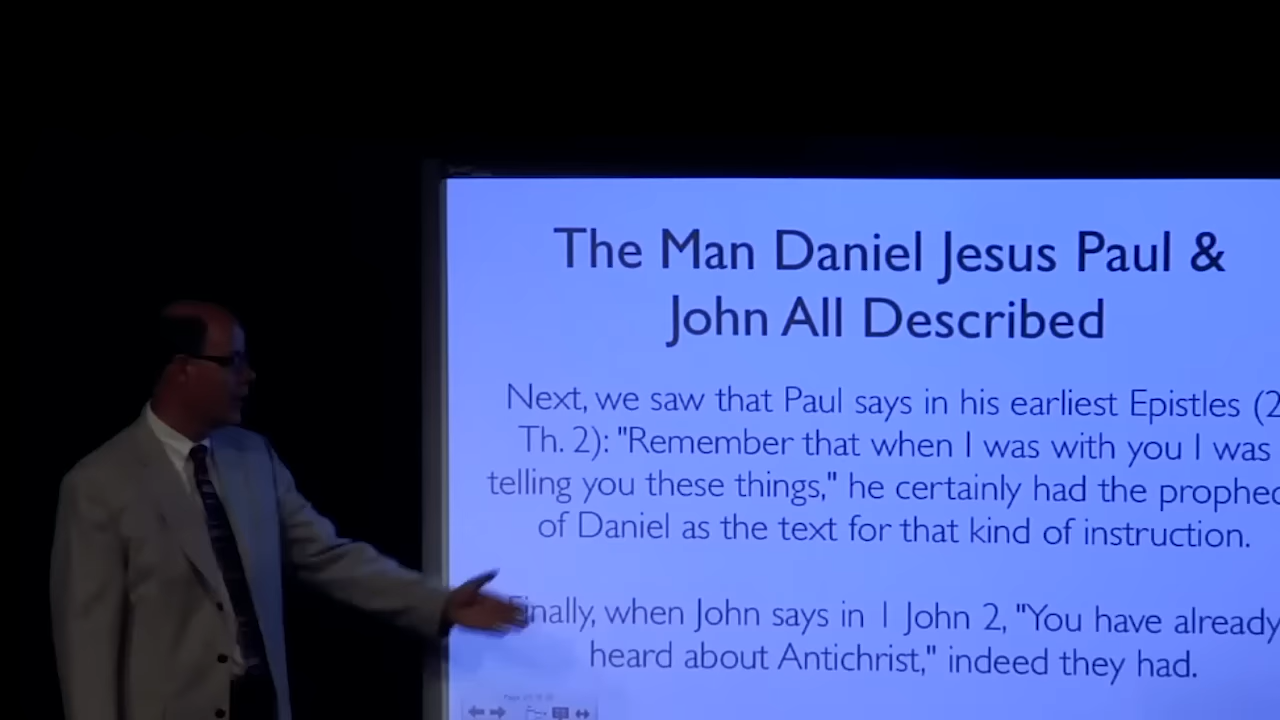 The Man Daniel Jesus Paul &
John All Described
Next, we saw that Paul says in his earliest Epistles (2
Th. 2): "Remember that when I was with you I was
telling you these things," he certainly had the prophec
of Daniel as the text for that kind of instruction.
Finally, when John says in 1 John 2, "You have already
heard about Antichrist," indeed they had.